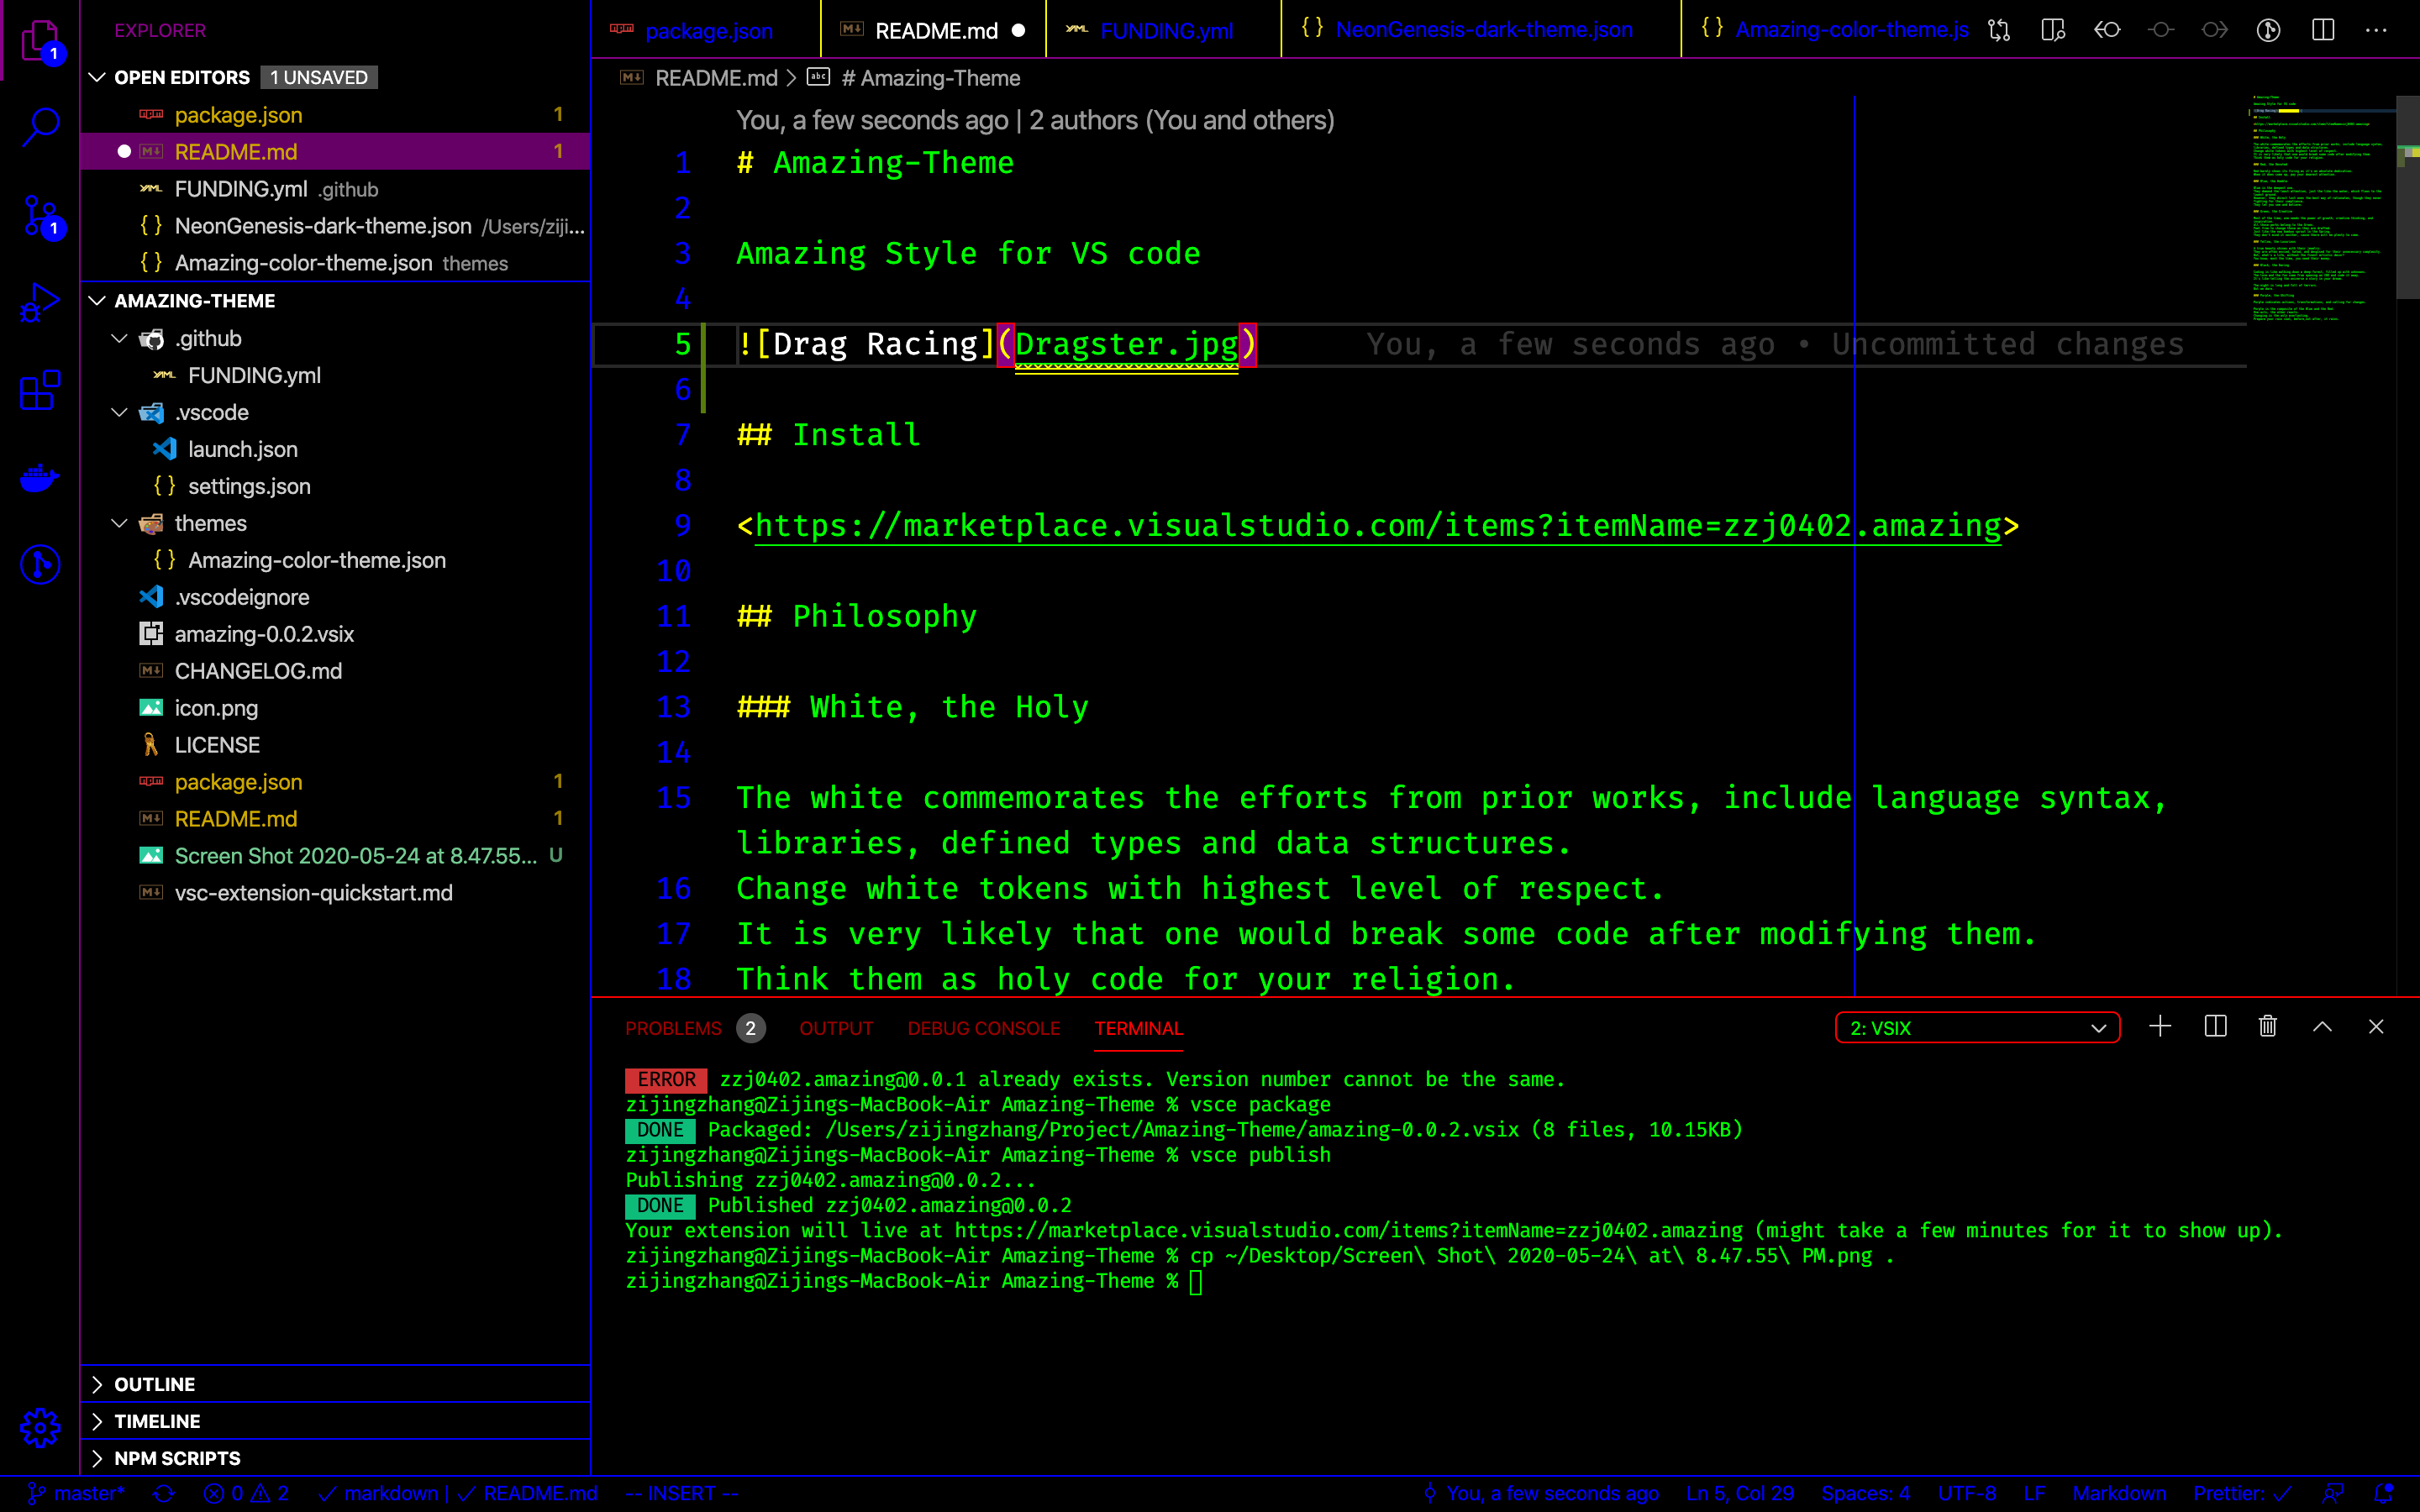 EXPLORER
OPEN EDITORS 1 UNSAVED
package.json 1
README.md 1
FUNDING.yml .github
NeonGenesis-dark-theme.json /Users/ziji...
Amazing-color-theme.json themes
AMAZING-THEME
.github
FUNDING.yml
.vscode
launch.json
settings.json
themes
Amazing-color-theme.json
.vscodeignore
amazing-0.0.2.vsix
CHANGELOG.md
icon.png
LICENSE
package.json 1
README.md 1
Screen Shot 2020-05-24 at 8.47.55... U
vsc-extension-quickstart.md
OUTLINE
TIMELINE
NPM SCRIPTS
1
1
package.json README.md FUNDING.yml NeonGenesis-dark-theme.json Amazing-color-theme.js
README.md > abc # Amazing-Theme
You, a few seconds ago | 2 authors (You and others)
1 # Amazing-Theme
2
3 Amazing Style for VS code
4
5 ![Drag Racing](Dragster.jpg) You, a few seconds ago • Uncommitted changes
6
7 ## Install
8
9 <https://marketplace.visualstudio.com/items?itemName=zzj0402.amazing>
10
11 ## Philosophy
12
13 ### White, the Holy
14
15 The white commemorates the efforts from prior works, include language syntax,
libraries, defined types and data structures.
16 Change white tokens with highest level of respect.
17 It is very likely that one would break some code after modifying them.
18 Think them as holy code for your religion.
PROBLEMS 2 OUTPUT DEBUG CONSOLE TERMINAL 2: VSIX
ERROR zzj0402.amazing@0.0.1 already exists. Version number cannot be the same.
zijingzhang@Zijings-MacBook-Air Amazing-Theme % vsce package
DONE Packaged: /Users/zijingzhang/Project/Amazing-Theme/amazing-0.0.2.vsix (8 files, 10.15KB)
zijingzhang@Zijings-MacBook-Air Amazing-Theme % vsce publish
Publishing zzj0402.amazing@0.0.2...
DONE Published zzj0402.amazing@0.0.2
Your extension will live at https://marketplace.visualstudio.com/items?itemName=zzj0402.amazing (might take a few minutes for it to show up).
zijingzhang@Zijings-MacBook-Air Amazing-Theme % cp ~/Desktop/Screen\ Shot\ 2020-05-24\ at\ 8.47.55\ PM.png .
zijingzhang@Zijings-MacBook-Air Amazing-Theme %
master* 0 2 markdown | README.md -- INSERT -- You, a few seconds ago Ln 5, Col 29 Spaces: 4 UTF-8 LF Markdown Prettier: